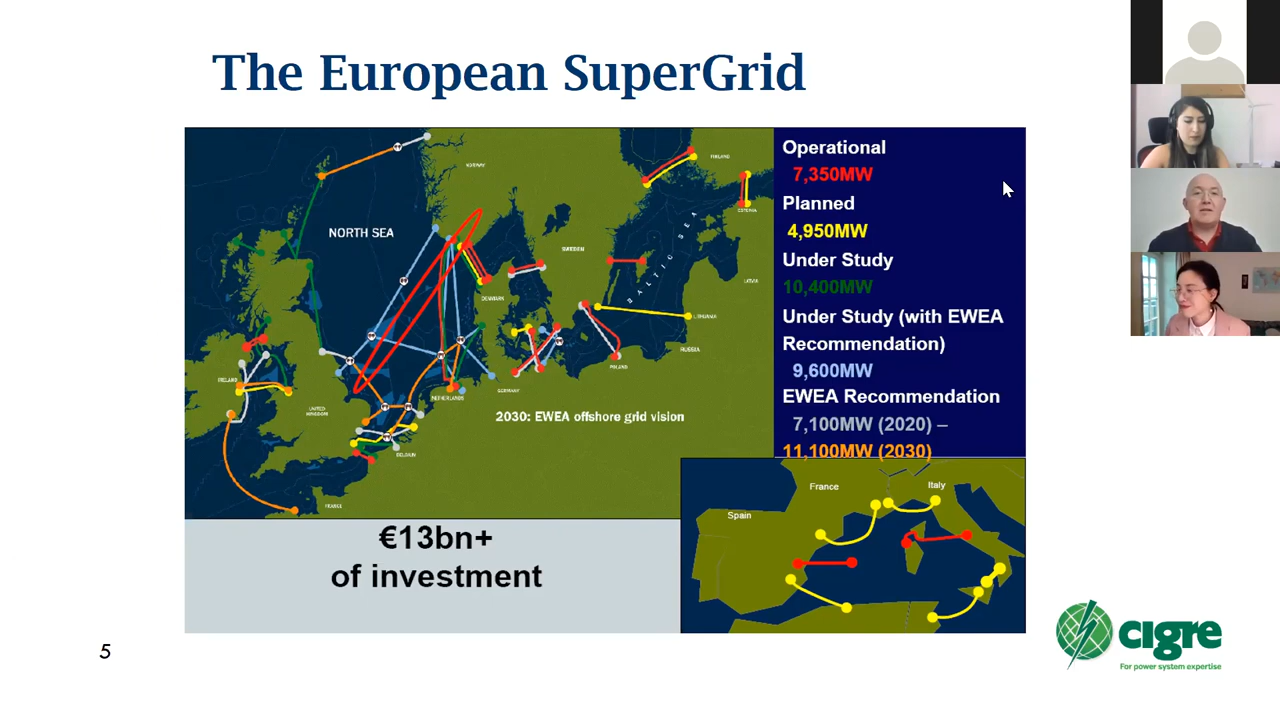 The European SuperGrid
NORWAY
FINLAND
ESTONIA
NORTH SEA
SWEDEN
BALTIC SEA
LATVIA
DENMARK
LITHUANIA
RUSSIA
IRELAND
UNITED
KINGDOM
NETHERLANDS
GERMANY
POLAND
2030: EWEA offshore grid vision
BELGIUM
FRANCE
Operational
7,350MW
Planned
4,950MW
Under Study
10,400MW
Under Study (with EWEA
Recommendation)
9,600MW
EWEA Recommendation
7,100MW (2020) –
11,100MW (2030)
France
Italy
Spain
€13bn+
of investment
5
cigre
For power system expertise